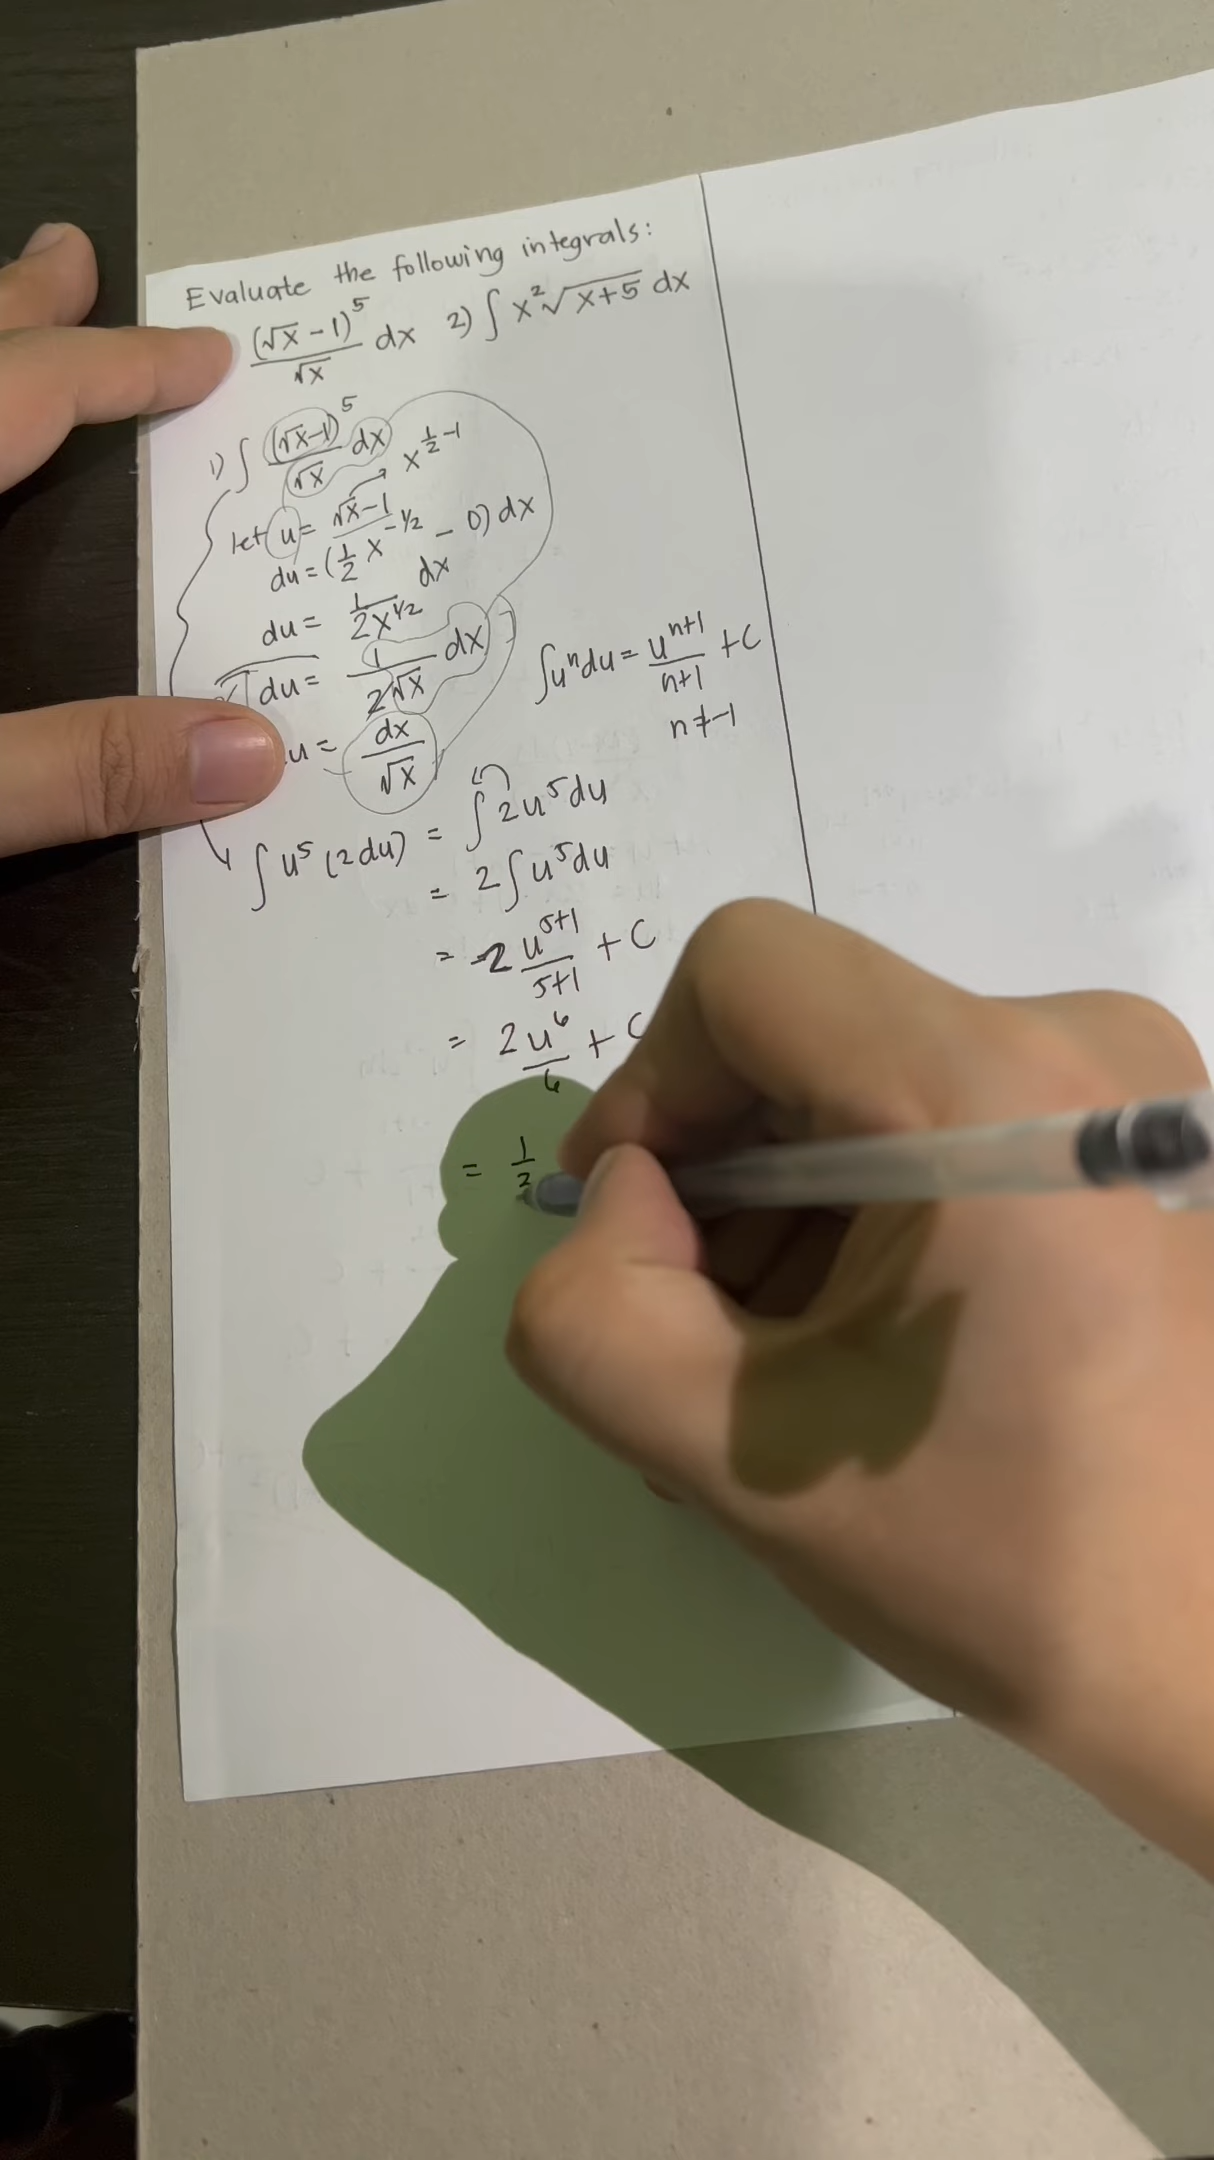 Evaluate the following integrals:
(√x - 1)^5 / √x dx 2) ∫ x^2 √(x+5) dx
1) ∫ (√x-1)^5 / √x dx
x^(1/2 -1)
let u = √x-1
du = (1/2 x^(-1/2) - 0) dx
du = 1/(2x^(1/2)) dx
du = 1/(2√x) dx
u = dx/√x
∫u^n du = u^(n+1)/(n+1) + C
n ≠ -1
∫ u^5 (2du) = ∫ 2u^5 du
= 2∫u^5 du
= 2 u^(5+1)/(5+1) + C
= 2u^6/6 + C
= 1/